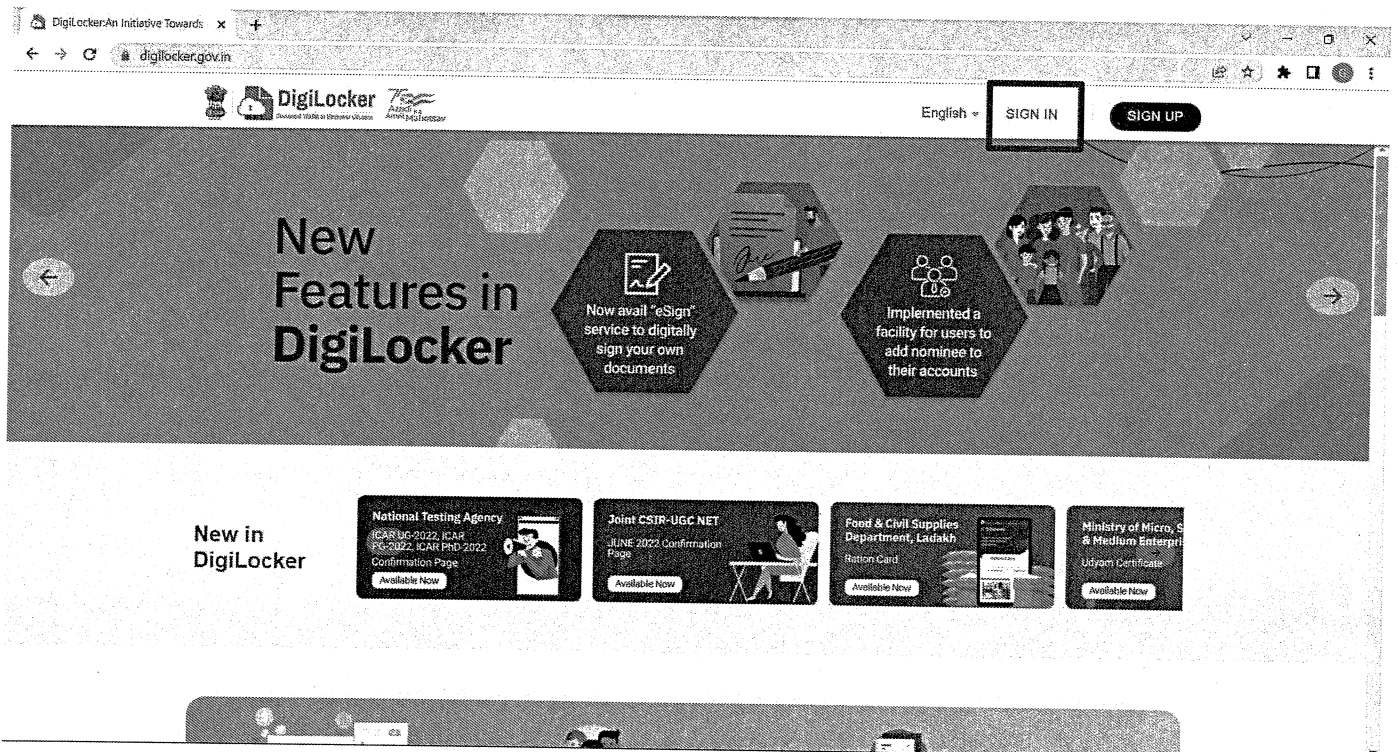 DigiLocker:An Initiative Towards
digilocker.gov.in
DigiLocker
Azadi Ka
Amrit Mahotsav
English
SIGN IN
SIGN UP
New
Features in
DigiLocker
Now avail "eSign"
service to digitally
sign your own
documents
Implemented a
facility for users to
add nominee to
their accounts
New in
DigiLocker
National Testing Agency
ICAR UG-2022, ICAR
PG-2022, ICAR PhD-2022
Confirmation Page
Available Now
Joint CSIR-UGC NET
JUNE 2022 Confirmation
Page
Available Now
Food & Civil Supplies
Department, Ladakh
Ration Card
Available Now
Ministry of Micro, S
& Medium Enterpri
Udyam Certificate
Available Now